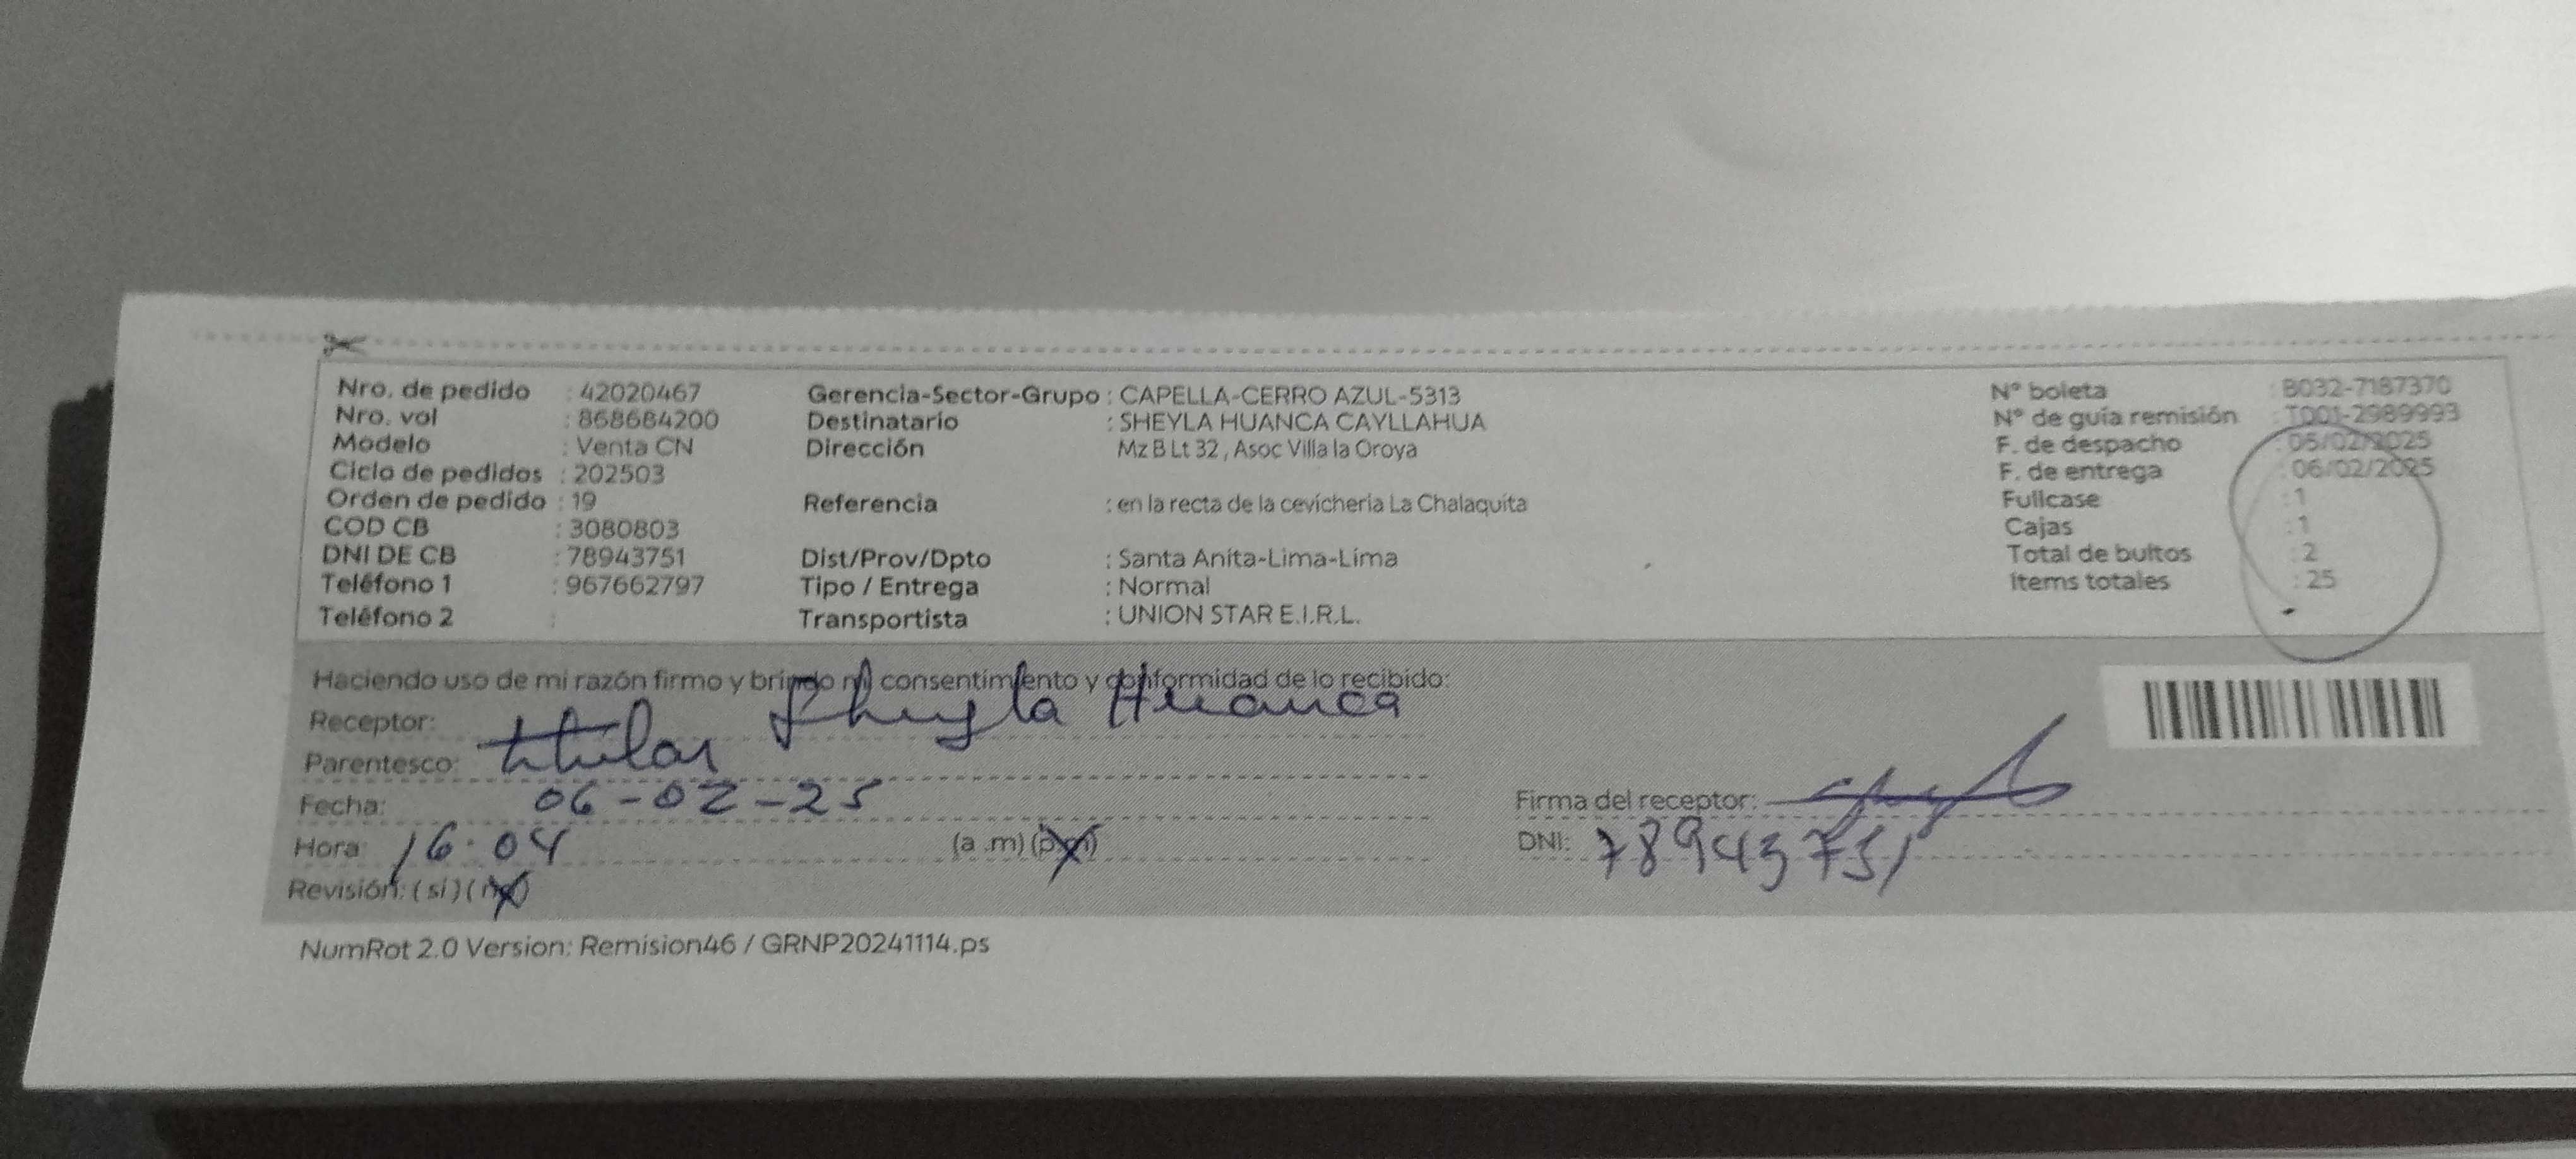 Nro. de pedido : 42020467 Gerencia-Sector-Grupo : CAPELLA-CERRO AZUL-5313 N° boleta : B032-7187370
Nro. vol : 868684200 Destinatario : SHEYLA HUANCA CAYLLAHUA N° de guía remisión : T001-2989993
Modelo : Venta CN Dirección Mz B Lt 32 , Asoc Villa la Oroya F. de despacho : 05/02/2025
Ciclo de pedidos : 202503 F. de entrega : 06/02/2025
Orden de pedido : 19 Referencia : en la recta de la cevicheria La Chalaquita Fullcase : 1
COD CB : 3080803 Cajas : 1
DNI DE CB : 78943751 Dist/Prov/Dpto : Santa Anita-Lima-Lima Total de bultos : 2
Teléfono 1 : 967662797 Tipo / Entrega : Normal Items totales : 25
Teléfono 2 : Transportista : UNION STAR E.I.R.L.
Haciendo uso de mi razón firmo y brindo mi consentimiento y conformidad de lo recibido:
Receptor: Sheyla Huanca
Parentesco: titular
Fecha: 06-02-25 Firma del receptor:
Hora: 16:04 (a .m) (p.m) DNI: 78943751
Revisión: (si) (no)
NumRot 2.0 Version: Remision46 / GRNP20241114.ps